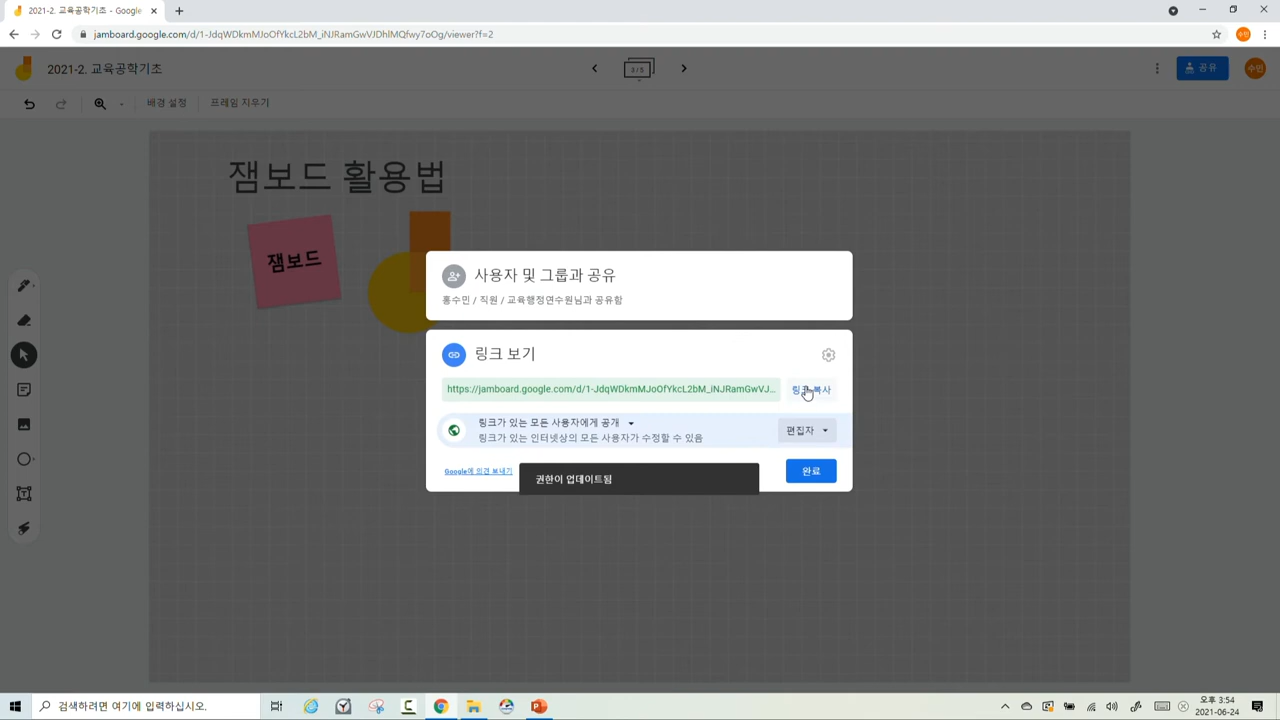 2021-2. 교육공학기초 - Google
jamboard.google.com/d/1-JdqWDkmMJoOfYkcL2bM_iNJRamGwVJDhlMQfwy7oOg/viewer?f=2
수민
2021-2. 교육공학기초
3 / 5
공유
수민
배경 설정
프레임 지우기
잼보드 활용법
잼보드
사용자 및 그룹과 공유
홍수민 / 직원 / 교육행정연수원님과 공유함
링크 보기
https://jamboard.google.com/d/1-JdqWDkmMJoOfYkcL2bM_iNJRamGwVJ...
링크 복사
링크가 있는 모든 사용자에게 공개
링크가 있는 인터넷상의 모든 사용자가 수정할 수 있음
편집자
Google에 의견 보내기
권한이 업데이트됨
완료
검색하려면 여기에 입력하십시오.
오후 3:54
2021-06-24